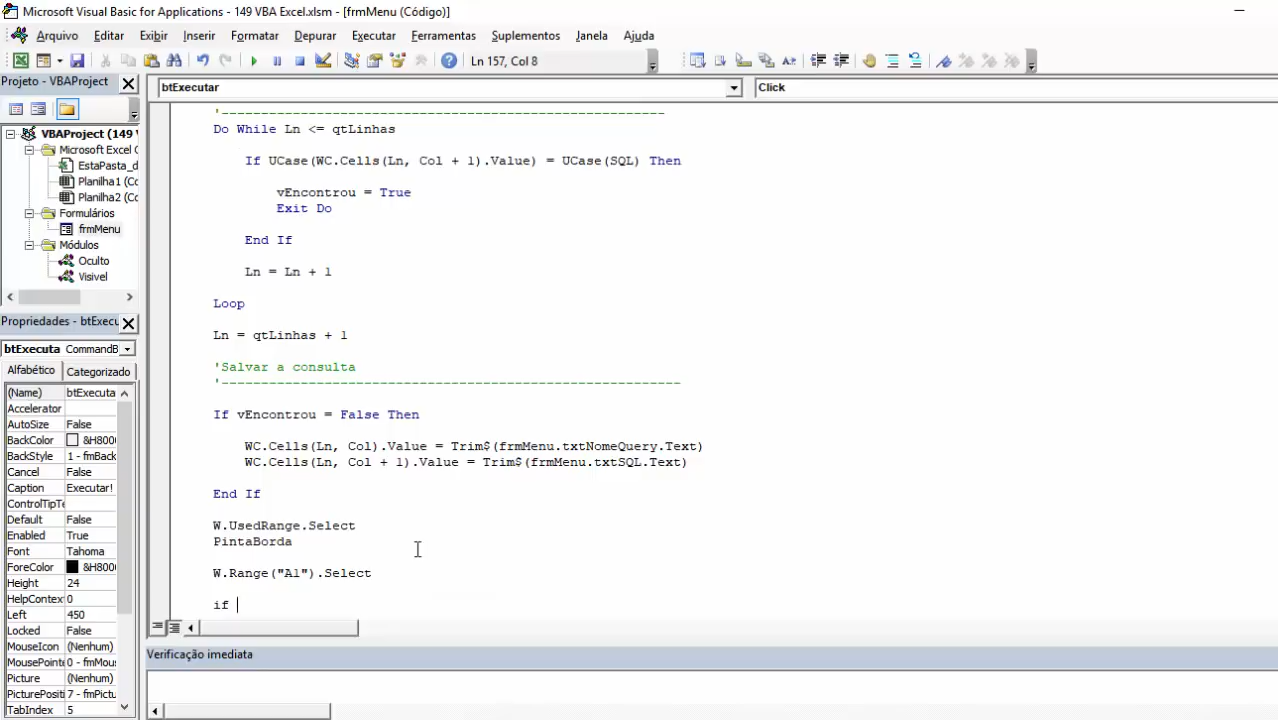 Microsoft Visual Basic for Applications - 149 VBA Excel.xlsm - [frmMenu (Código)]
Arquivo Editar Exibir Inserir Formatar Depurar Executar Ferramentas Suplementos Janela Ajuda
Ln 157, Col 8
Projeto - VBAProject
VBAProject (149 V
Microsoft Excel O
EstaPasta_d
Planilha1 (Co
Planilha2 (Co
Formulários
frmMenu
Módulos
Oculto
Visivel
Propriedades - btExecu
btExecuta CommandB
Alfabético Categorizado
(Name) btExecuta
Accelerator
AutoSize False
BackColor &H800
BackStyle 1 - fmBack
Cancel False
Caption Executar!
ControlTipTe
Default False
Enabled True
Font Tahoma
ForeColor &H800
Height 24
HelpContex 0
Left 450
Locked False
MouseIcon (Nenhum)
MousePointe 0 - fmMou
Picture (Nenhum)
PicturePositi 7 - fmPictu
TabIndex 5
btExecutar Click
'--------------------------------------------------------
Do While Ln <= qtLinhas
If UCase(WC.Cells(Ln, Col + 1).Value) = UCase(SQL) Then
vEncontrou = True
Exit Do
End If
Ln = Ln + 1
Loop
Ln = qtLinhas + 1
'Salvar a consulta
'----------------------------------------------------------
If vEncontrou = False Then
WC.Cells(Ln, Col).Value = Trim$(frmMenu.txtNomeQuery.Text)
WC.Cells(Ln, Col + 1).Value = Trim$(frmMenu.txtSQL.Text)
End If
W.UsedRange.Select
PintaBorda
W.Range("A1").Select
if
Verificação imediata